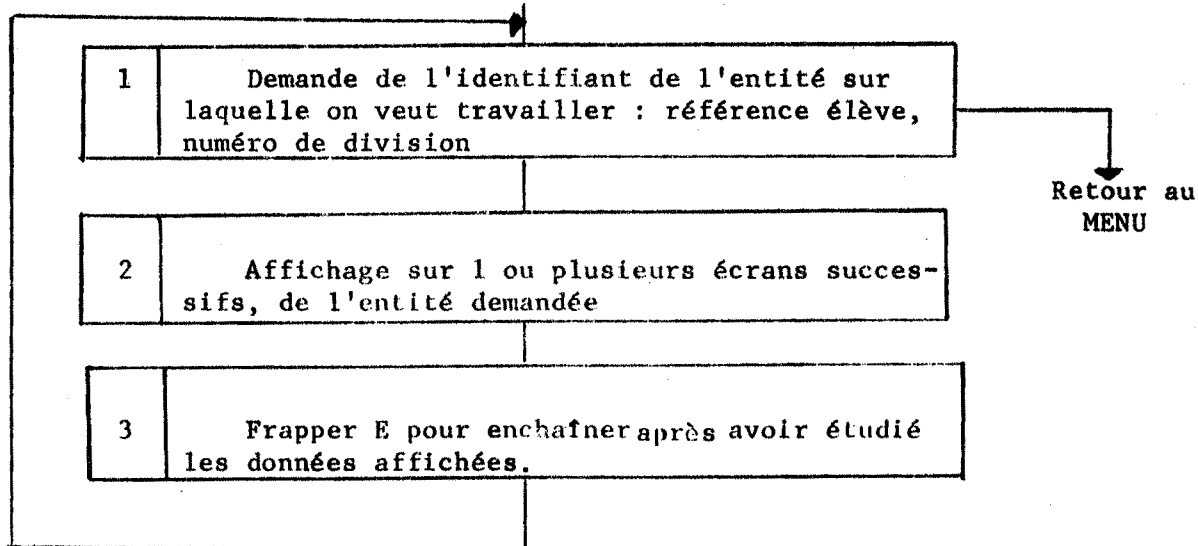 1 Demande de l'identifiant de l'entité sur
laquelle on veut travailler : référence élève,
numéro de division
Retour au
MENU
2 Affichage sur 1 ou plusieurs écrans succes-
sifs, de l'entité demandée
3 Frapper E pour enchaîner après avoir étudié
les données affichées.